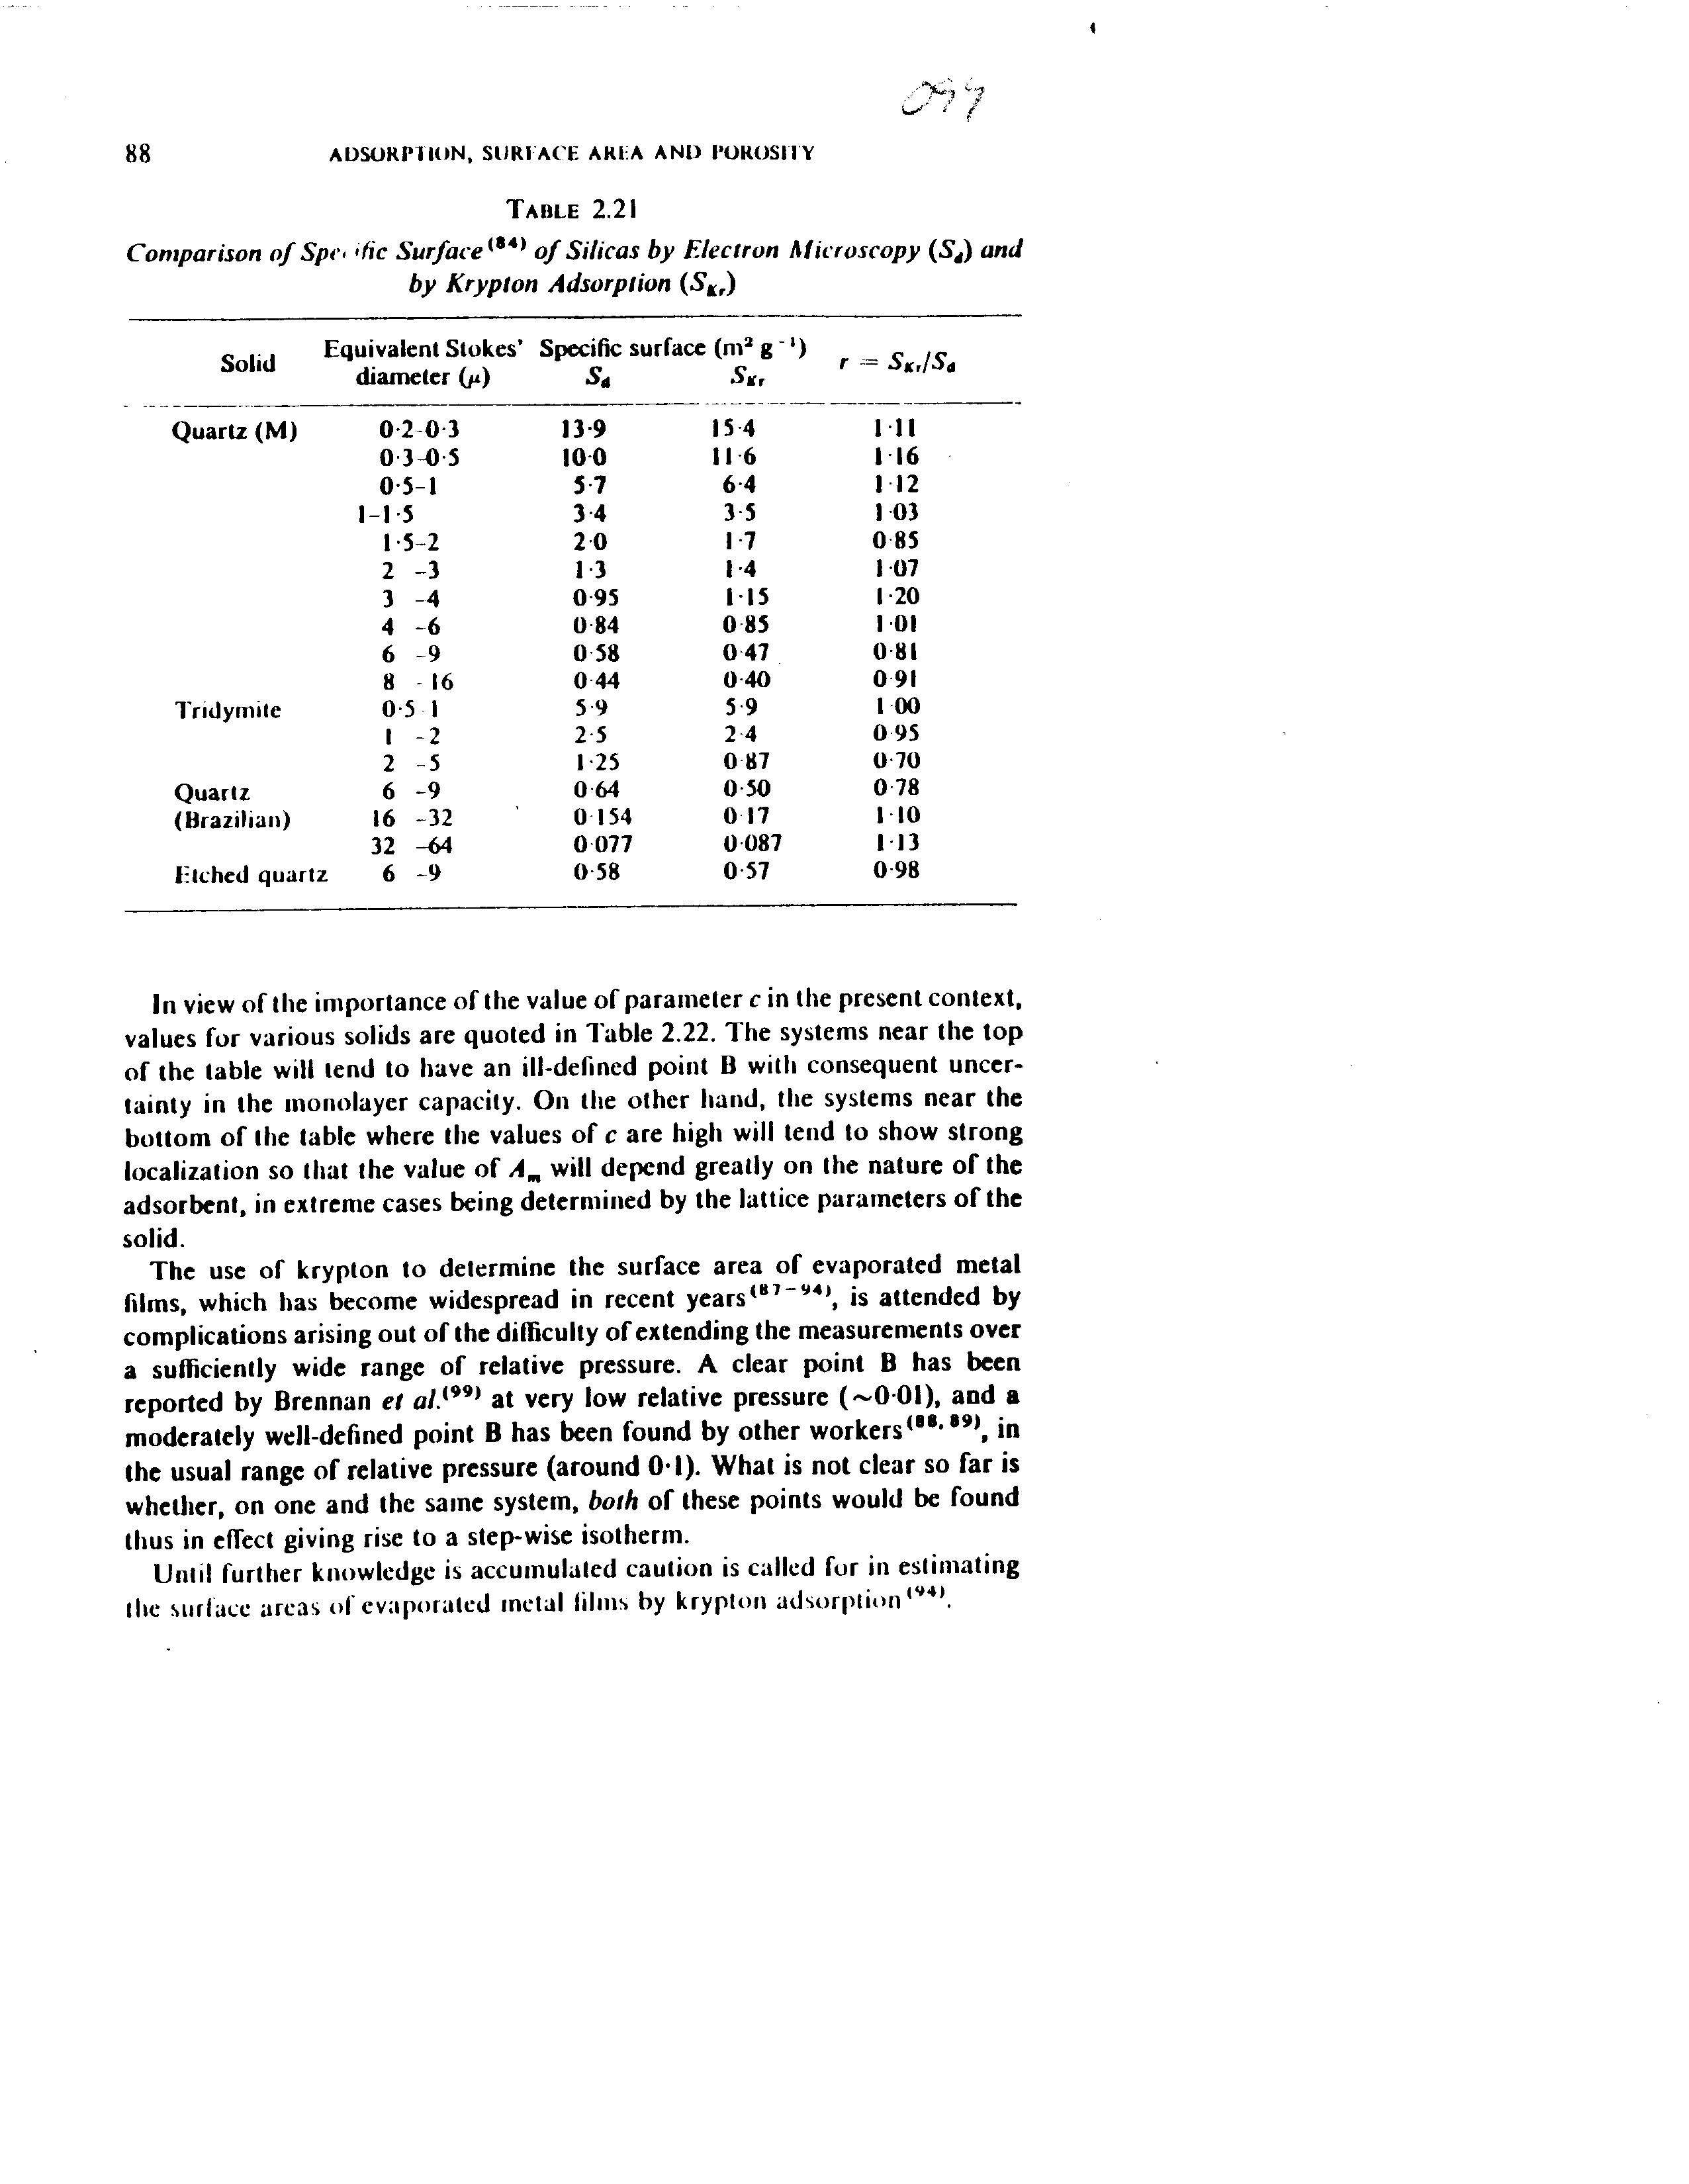 88 ADSORPTION, SURFACE AREA AND POROSITY
TABLE 2.21
Comparison of Specific Surface(84) of Silicas by Electron Microscopy (Sd) and
by Krypton Adsorption (SKr)
Solid Equivalent Stokes' Specific surface (m² g⁻¹) r = SKr/Sd
diameter (μ) Sd SKr
Quartz (M) 0·2-0·3 13·9 15·4 1·11
0·3-0·5 10·0 11·6 1·16
0·5-1 5·7 6·4 1·12
1-1·5 3·4 3·5 1·03
1·5-2 2·0 1·7 0·85
2 -3 1·3 1·4 1·07
3 -4 0·95 1·15 1·20
4 -6 0·84 0·85 1·01
6 -9 0·58 0·47 0·81
8 -16 0·44 0·40 0·91
Tridymite 0·5-1 5·9 5·9 1·00
1 -2 2·5 2·4 0·95
2 -5 1·25 0·87 0·70
Quartz 6 -9 0·64 0·50 0·78
(Brazilian) 16 -32 0·154 0·17 1·10
32 -64 0·077 0·087 1·13
Etched quartz 6 -9 0·58 0·57 0·98
In view of the importance of the value of parameter c in the present context,
values for various solids are quoted in Table 2.22. The systems near the top
of the table will tend to have an ill-defined point B with consequent uncer-
tainty in the monolayer capacity. On the other hand, the systems near the
bottom of the table where the values of c are high will tend to show strong
localization so that the value of Am will depend greatly on the nature of the
adsorbent, in extreme cases being determined by the lattice parameters of the
solid.
The use of krypton to determine the surface area of evaporated metal
films, which has become widespread in recent years(87-94), is attended by
complications arising out of the difficulty of extending the measurements over
a sufficiently wide range of relative pressure. A clear point B has been
reported by Brennan et al.(99) at very low relative pressure (~0·01), and a
moderately well-defined point B has been found by other workers(88, 89), in
the usual range of relative pressure (around 0·1). What is not clear so far is
whether, on one and the same system, both of these points would be found
thus in effect giving rise to a step-wise isotherm.
Until further knowledge is accumulated caution is called for in estimating
the surface areas of evaporated metal films by krypton adsorption(94).